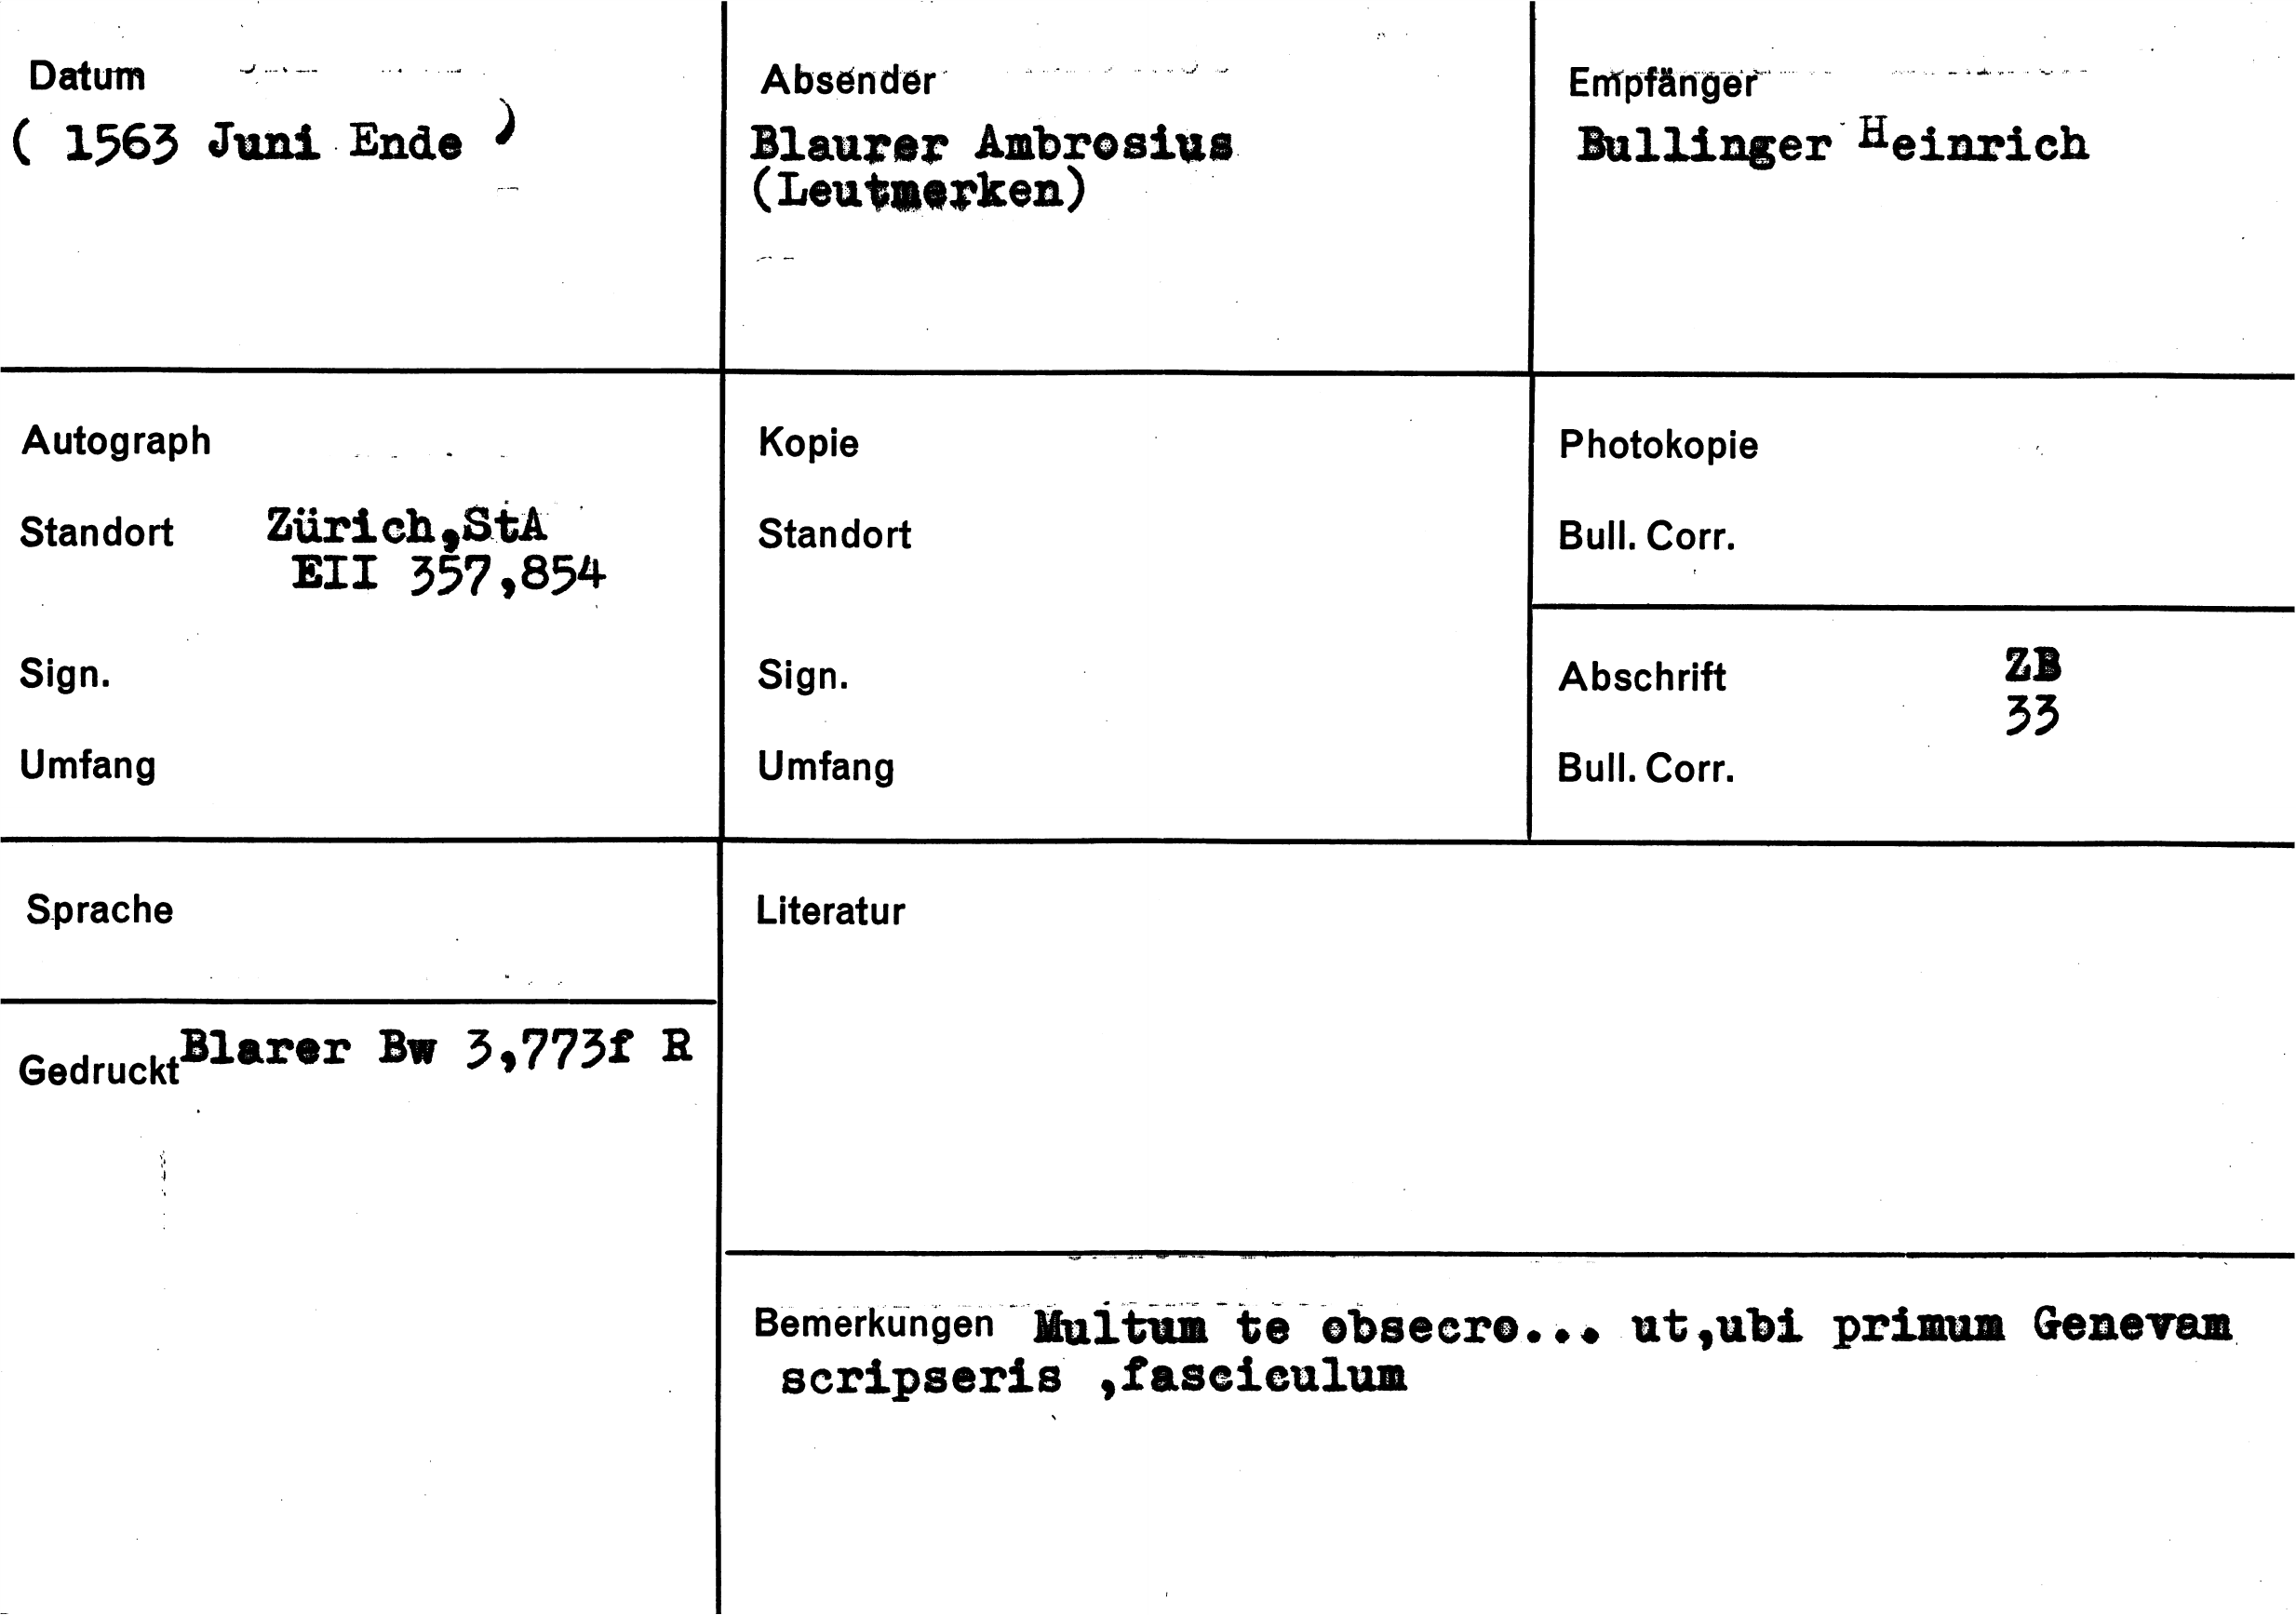 Datum
( 1563 Juni Ende )
Absender
Blaurer Ambrosius
(Leutmerken)
Empfänger
Bullinger Heinrich
Autograph
Standort Zürich,StA
EII 357,854
Sign.
Umfang
Kopie
Standort
Sign.
Umfang
Photokopie
Bull. Corr.
Abschrift ZB
33
Bull. Corr.
Sprache
Gedruckt Blarer Bw 3,773f R
Literatur
Bemerkungen Multum te obsecro... ut,ubi primum Genevam
scripseris ,fasciculum